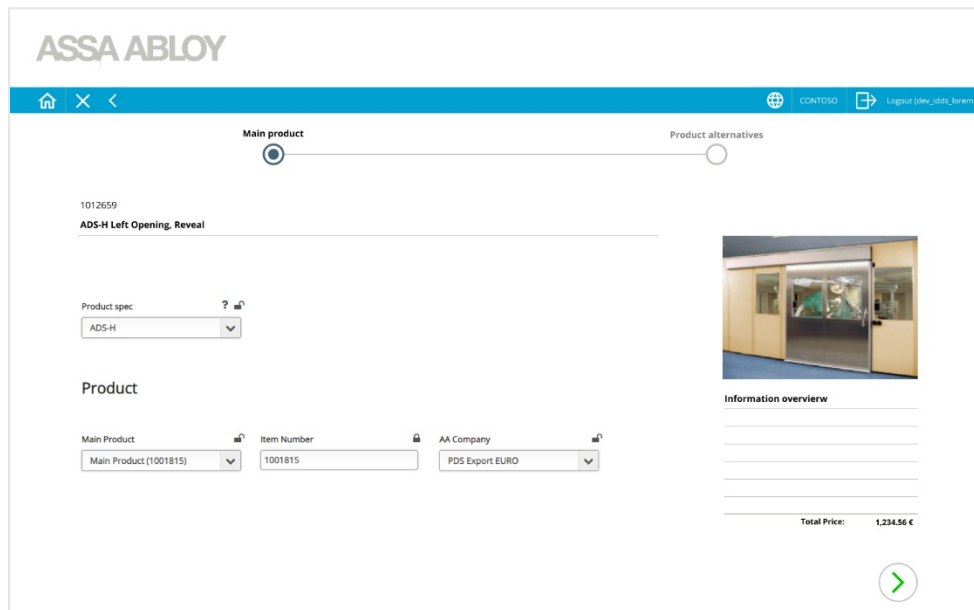 ASSA ABLOY
CONTOSO
Logout (dev_idds_lorem
Main product
Product alternatives
1012659
ADS-H Left Opening, Reveal
Product spec ?
ADS-H
Product
Main Product
Item Number
AA Company
Main Product (1001815)
1001815
PDS Export EURO
Information overvierw
Total Price: 1,234.56 €